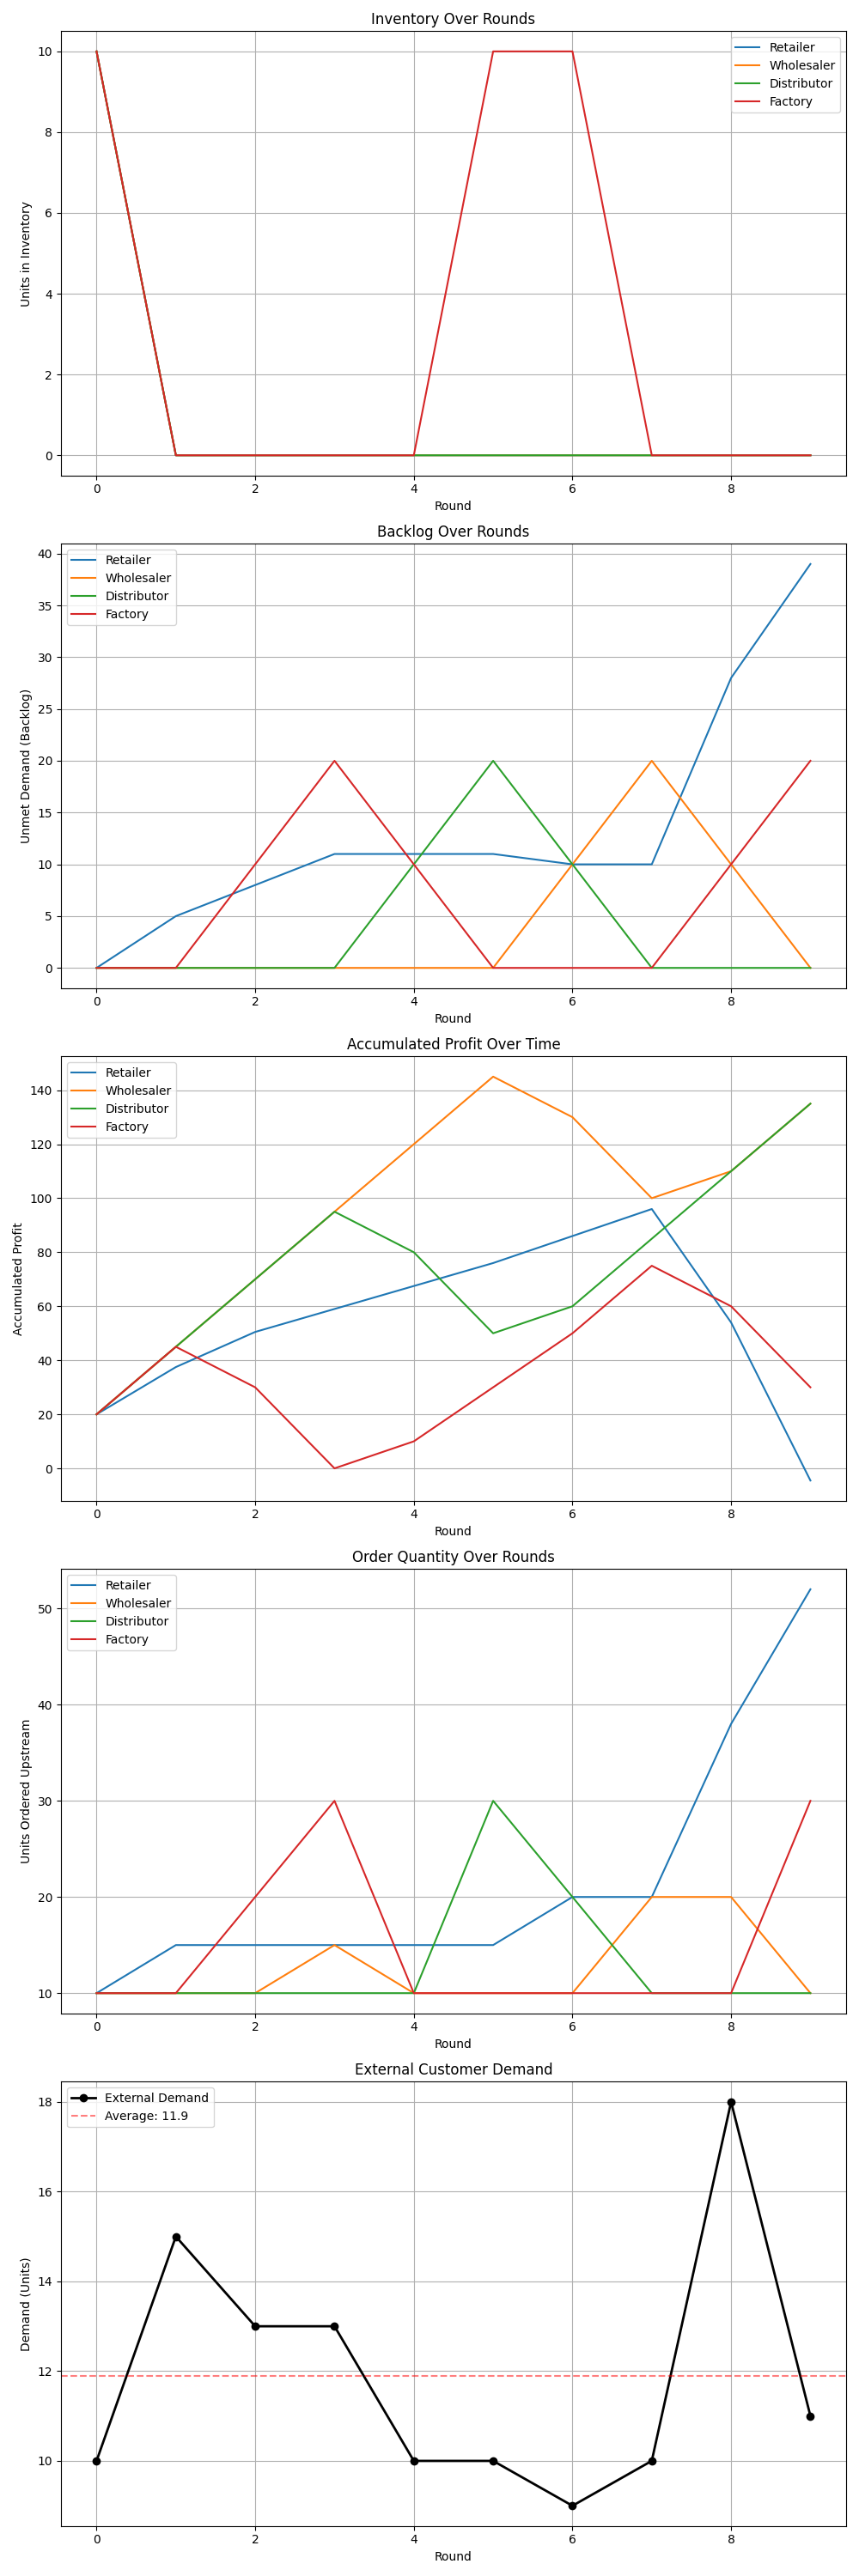 Inventory Over Rounds
Retailer
Wholesaler
Distributor
Factory
Units in Inventory
10
8
6
4
2
0
0
2
4
6
8
Round
Backlog Over Rounds
Retailer
Wholesaler
Distributor
Factory
Unmet Demand (Backlog)
40
35
30
25
20
15
10
5
0
0
2
4
6
8
Round
Accumulated Profit Over Time
Retailer
Wholesaler
Distributor
Factory
Accumulated Profit
140
120
100
80
60
40
20
0
0
2
4
6
8
Round
Order Quantity Over Rounds
Retailer
Wholesaler
Distributor
Factory
Units Ordered Upstream
50
40
30
20
10
0
2
4
6
8
Round
External Customer Demand
External Demand
Average: 11.9
Demand (Units)
18
16
14
12
10
0
2
4
6
8
Round